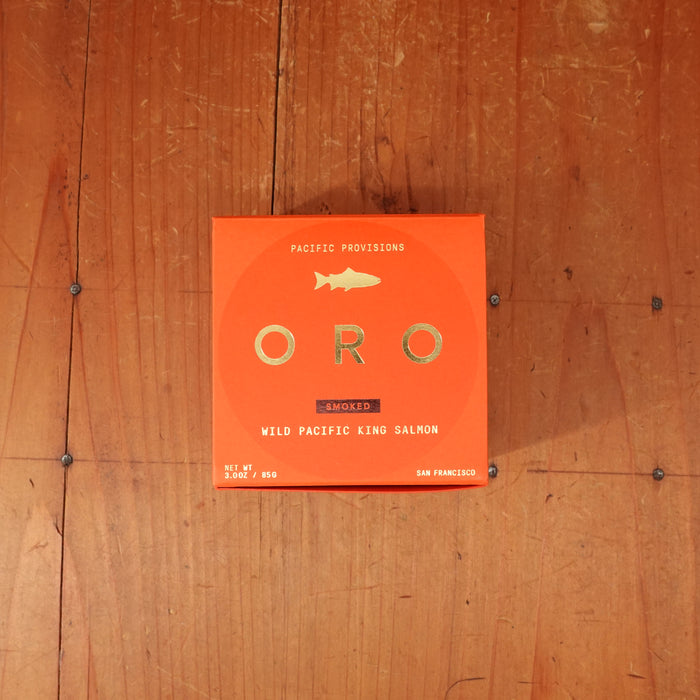 PACIFIC PROVISIONS
ORO
SMOKED
WILD PACIFIC KING SALMON
NET WT
3.0OZ / 85G
SAN FRANCISCO